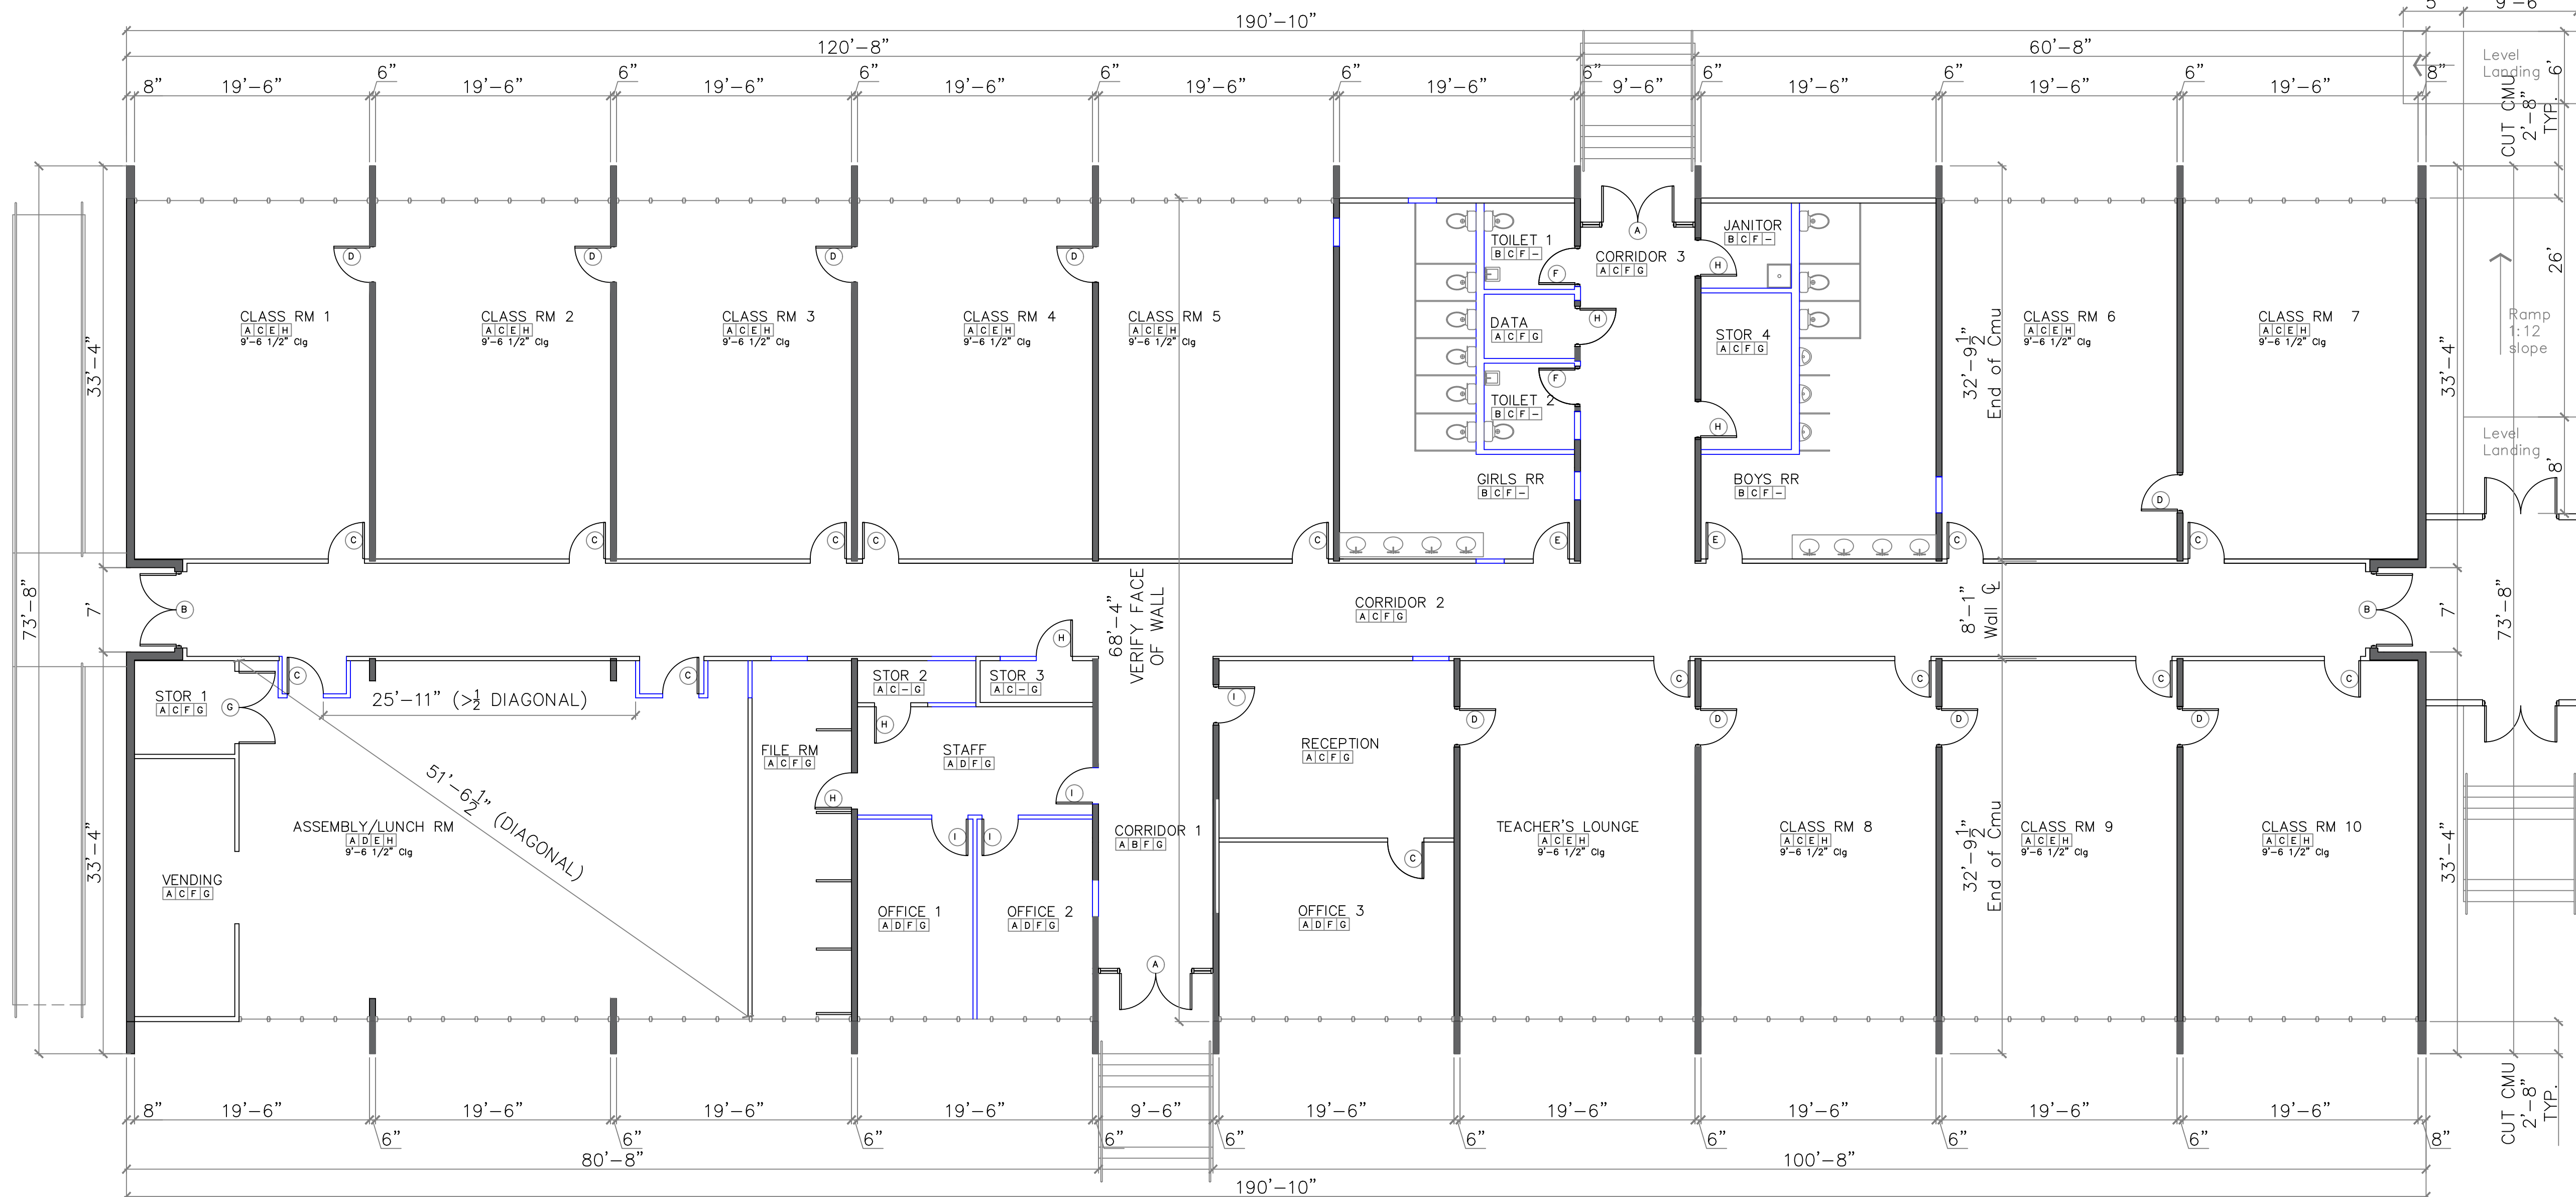 5'
9'-6"
190'-10"
120'-8"
60'-8"
8"
19'-6"
6"
19'-6"
6"
19'-6"
6"
19'-6"
6"
19'-6"
6"
19'-6"
6"
9'-6"
6"
19'-6"
6"
19'-6"
6"
19'-6"
8"
Level
Landing
6'
CUT CMU
2'-8"
TYP.
D
D
D
D
A
H
F
H
F
H
D
JANITOR
B C F -
TOILET 1
B C F -
CORRIDOR 3
A C F G
26'
CLASS RM 1
A C E H
9'-6 1/2" Clg
CLASS RM 2
A C E H
9'-6 1/2" Clg
CLASS RM 3
A C E H
9'-6 1/2" Clg
CLASS RM 4
A C E H
9'-6 1/2" Clg
CLASS RM 5
A C E H
9'-6 1/2" Clg
DATA
A C F G
STOR 4
A C F G
CLASS RM 6
A C E H
9'-6 1/2" Clg
CLASS RM 7
A C E H
9'-6 1/2" Clg
Ramp
1:12
slope
33'-4"
32'-9 1/2"
End of Cmu
33'-4"
TOILET 2
B C F -
Level
Landing
8'
GIRLS RR
B C F -
BOYS RR
B C F -
C
C
C
C
C
E
E
C
C
73'-8"
7'
B
68'-4"
VERIFY FACE
OF WALL
CORRIDOR 2
A C F G
8'-1"
Wall ℄
B
7'
73'-8"
C
C
H
STOR 1
A C F G
G
25'-11" (>1/2 DIAGONAL)
STOR 2
A C - G
STOR 3
A C - G
H
I
D
C
D
C
D
C
D
C
FILE RM
A C F G
STAFF
A D F G
RECEPTION
A C F G
51'-6 1/2" (DIAGONAL)
H
I
I
I
C
33'-4"
ASSEMBLY/LUNCH RM
A D E H
9'-6 1/2" Clg
CORRIDOR 1
A B F G
TEACHER'S LOUNGE
A C E H
9'-6 1/2" Clg
CLASS RM 8
A C E H
9'-6 1/2" Clg
32'-9 1/2"
End of Cmu
CLASS RM 9
A C E H
9'-6 1/2" Clg
CLASS RM 10
A C E H
9'-6 1/2" Clg
33'-4"
VENDING
A C F G
OFFICE 1
A D F G
OFFICE 2
A D F G
OFFICE 3
A D F G
A
CUT CMU
2'-8"
TYP.
8"
19'-6"
6"
19'-6"
6"
19'-6"
6"
19'-6"
6"
9'-6"
6"
19'-6"
6"
19'-6"
6"
19'-6"
6"
19'-6"
6"
19'-6"
8"
80'-8"
100'-8"
190'-10"